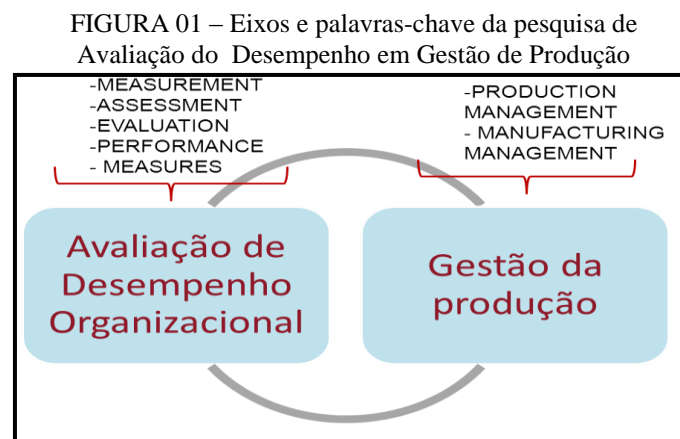 FIGURA 01 – Eixos e palavras-chave da pesquisa de
Avaliação do Desempenho em Gestão de Produção
-MEASUREMENT
-ASSESSMENT
-EVALUATION
-PERFORMANCE
- MEASURES
-PRODUCTION
MANAGEMENT
- MANUFACTURING
MANAGEMENT
Avaliação de
Desempenho
Organizacional
Gestão da
produção